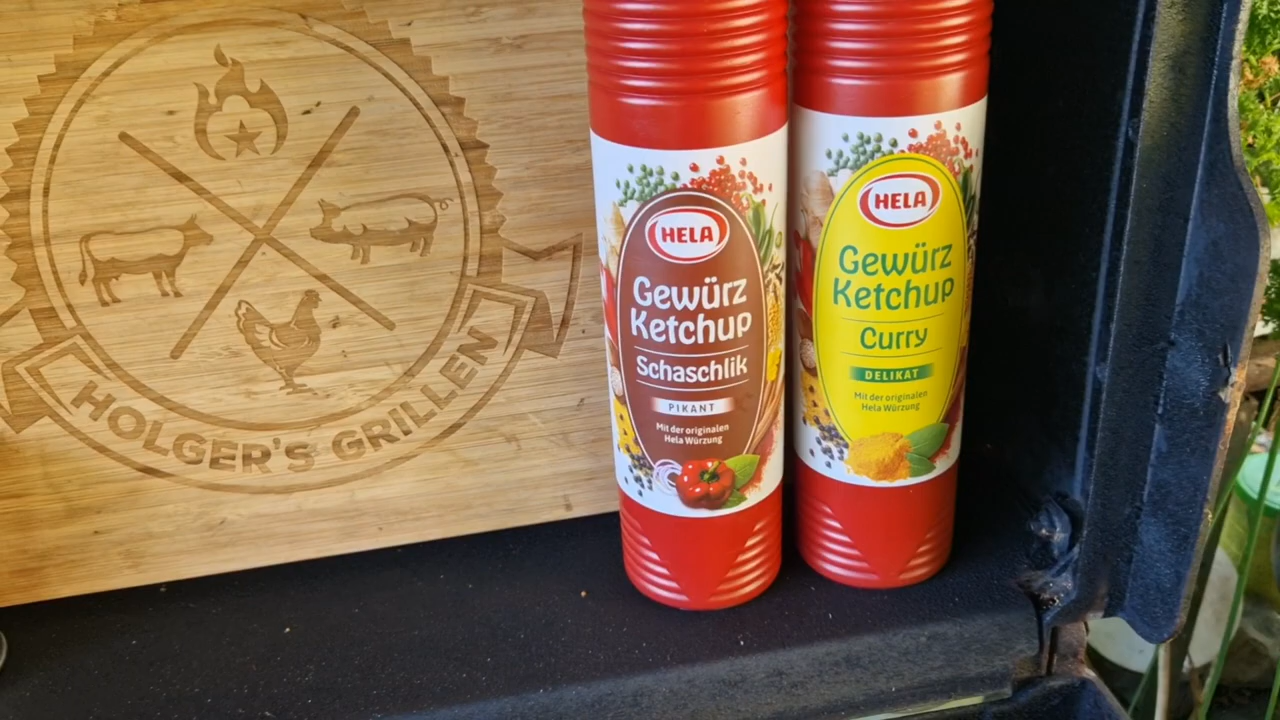 HOLGER'S GRILLEN
HELA
Gewürz
Ketchup
Schaschlik
PIKANT
Mit der originalen
Hela Würzung
HELA
Gewürz
Ketchup
Curry
DELIKAT
Mit der originalen
Hela Würzung